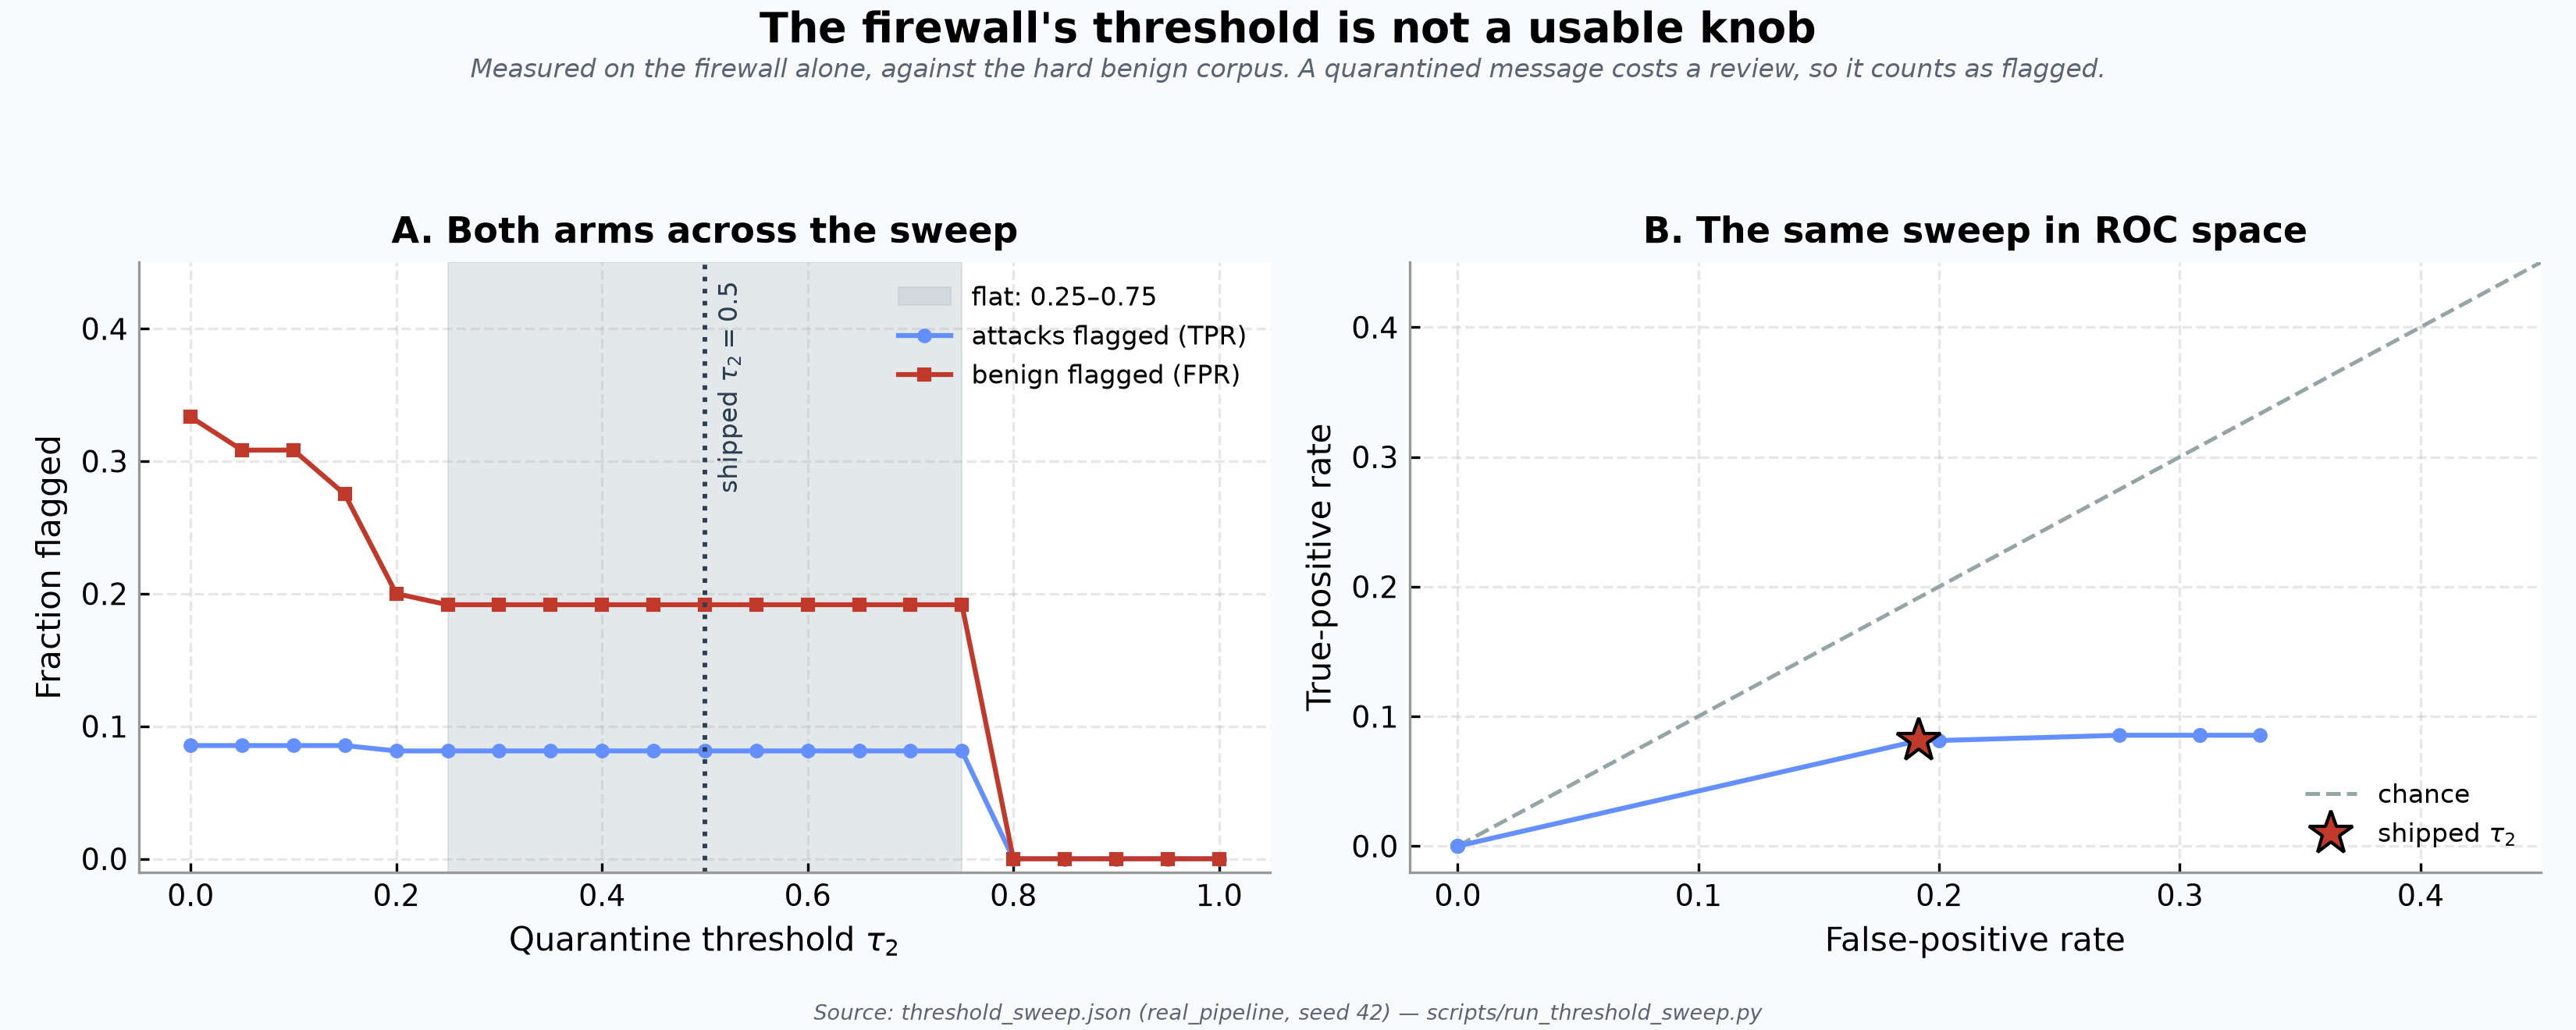 The firewall's threshold is not a usable knob
Measured on the firewall alone, against the hard benign corpus. A quarantined message costs a review, so it counts as flagged.
A. Both arms across the sweep
Fraction flagged
0.4
0.3
0.2
0.1
0.0
shipped τ₂ = 0.5
flat: 0.25–0.75
attacks flagged (TPR)
benign flagged (FPR)
0.0 0.2 0.4 0.6 0.8 1.0
Quarantine threshold τ₂
B. The same sweep in ROC space
True-positive rate
0.4
0.3
0.2
0.1
0.0
chance
shipped τ₂
0.0 0.1 0.2 0.3 0.4
False-positive rate
Source: threshold_sweep.json (real_pipeline, seed 42) — scripts/run_threshold_sweep.py